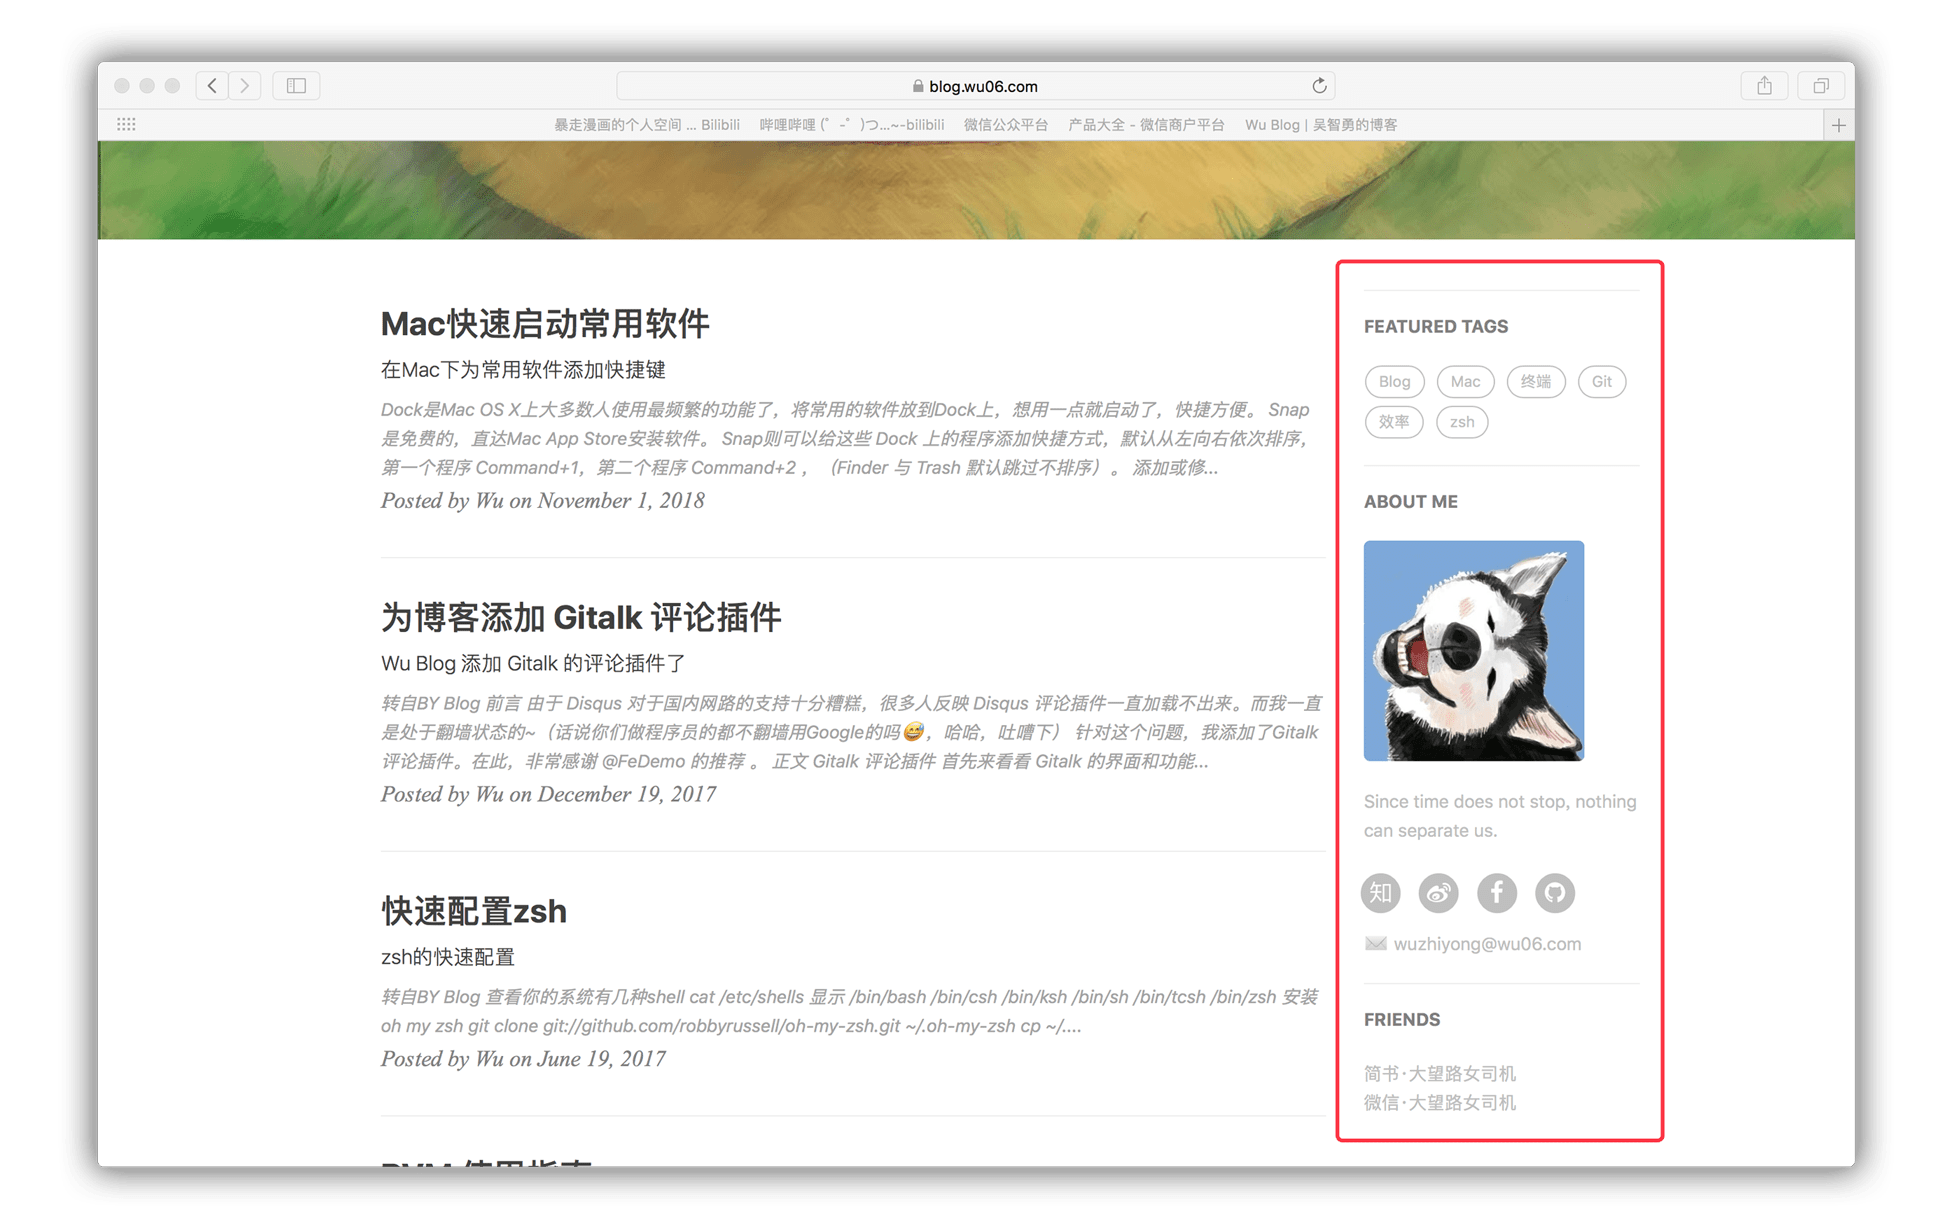 blog.wu06.com
暴走漫画的个人空间 ... Bilibili
哔哩哔哩 (゜-゜)つ...~-bilibili
微信公众平台
产品大全 - 微信商户平台
Wu Blog | 吴智勇的博客
Mac快速启动常用软件
在Mac下为常用软件添加快捷键
Dock是Mac OS X上大多数人使用最频繁的功能了，将常用的软件放到Dock上，想用一点就启动了，快捷方便。 Snap
是免费的，直达Mac App Store安装软件。 Snap则可以给这些 Dock 上的程序添加快捷方式，默认从左向右依次排序，
第一个程序 Command+1，第二个程序 Command+2 ，（Finder 与 Trash 默认跳过不排序）。 添加或修...
Posted by Wu on November 1, 2018
为博客添加 Gitalk 评论插件
Wu Blog 添加 Gitalk 的评论插件了
转自BY Blog 前言 由于 Disqus 对于国内网路的支持十分糟糕，很多人反映 Disqus 评论插件一直加载不出来。而我一直
是处于翻墙状态的~（话说你们做程序员的都不翻墙用Google的吗😅，哈哈，吐嘈下） 针对这个问题，我添加了Gitalk
评论插件。在此，非常感谢 @FeDemo 的推荐 。 正文 Gitalk 评论插件 首先来看看 Gitalk 的界面和功能...
Posted by Wu on December 19, 2017
快速配置zsh
zsh的快速配置
转自BY Blog 查看你的系统有几种shell cat /etc/shells 显示 /bin/bash /bin/csh /bin/ksh /bin/sh /bin/tcsh /bin/zsh 安装
oh my zsh git clone git://github.com/robbyrussell/oh-my-zsh.git ~/.oh-my-zsh cp ~/....
Posted by Wu on June 19, 2017
FEATURED TAGS
Blog Mac 终端 Git
效率 zsh
ABOUT ME
Since time does not stop, nothing
can separate us.
知
wuzhiyong@wu06.com
FRIENDS
简书·大望路女司机
微信·大望路女司机